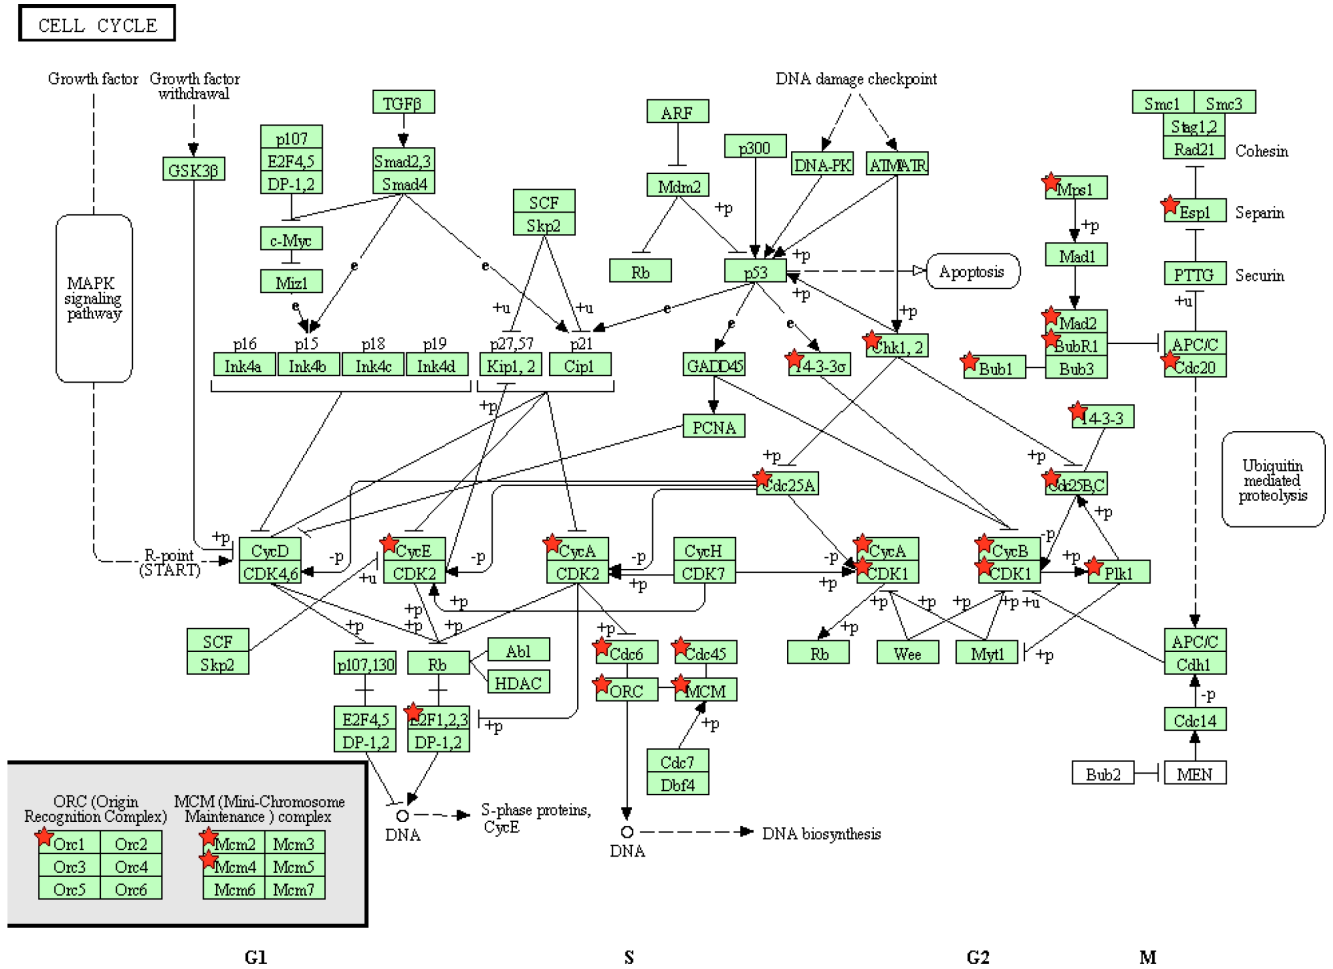 CELL CYCLE
Growth factor
Growth factor
withdrawal
TGFβ
ARF
DNA damage checkpoint
Smc1
Smc3
Stag1,2
Rad21
Cohesin
p107
E2F4,5
DP-1,2
GSK3β
Smad2,3
Smad4
p300
DNA-PK
ATMATR
Mdm2
+p
SCF
Skp2
Mps1
+p
Esp1
Separin
c-Myc
Miz1
e
e
e
Rb
p53
+p
+p
Apoptosis
Mad1
PTTG
Securin
MAPK
signaling
pathway
+u
+u
e
e
e
+p
+u
Mad2
BubR1
Bub3
Bub1
APC/C
Cdc20
p16
Ink4a
p15
Ink4b
p18
Ink4c
p19
Ink4d
p27,57
Kip1, 2
p21
Cip1
GADD45
14-3-3σ
Chk1, 2
+p
PCNA
14-3-3
+p
+p
Cdc25A
Cdc25B,C
Ubiquitin
mediated
proteolysis
R-point
(START)
+p
CycD
CDK4,6
-p
CycE
CDK2
-p
CycA
CDK2
-p
+p
CycH
CDK7
-p
+p
CycA
CDK1
CycB
CDK1
-p
+p
+p
Plk1
+u
+p
+p
+p
+p
+p
+p
+p
+p
+p
+p
+u
+p
SCF
Skp2
p107,130
Rb
Abl
HDAC
Cdc6
Cdc45
ORC
MCM
Rb
Wee
Myt1
+p
APC/C
Cdh1
-p
E2F4,5
DP-1,2
E2F1,2,3
DP-1,2
+p
+p
Cdc7
Dbf4
Cdc14
Bub2
MEN
DNA
S-phase proteins,
CycE
DNA
DNA biosynthesis
ORC (Origin
Recognition Complex)
Orc1
Orc2
Orc3
Orc4
Orc5
Orc6
MCM (Mini-Chromosome
Maintenance ) complex
Mcm2
Mcm3
Mcm4
Mcm5
Mcm6
Mcm7
G1
S
G2
M